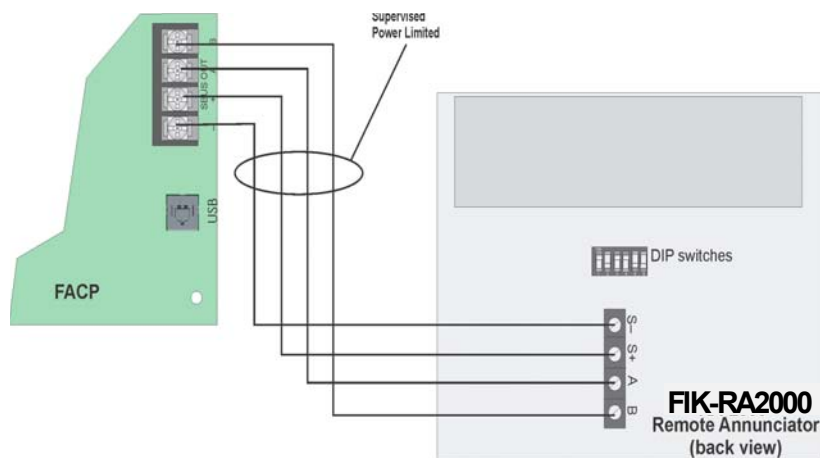 Supervised
Power Limited
B
A
SBUS OUT
+
–
USB
FACP
DIP switches
S–
S+
A
B
FIK-RA2000
Remote Annunciator
(back view)